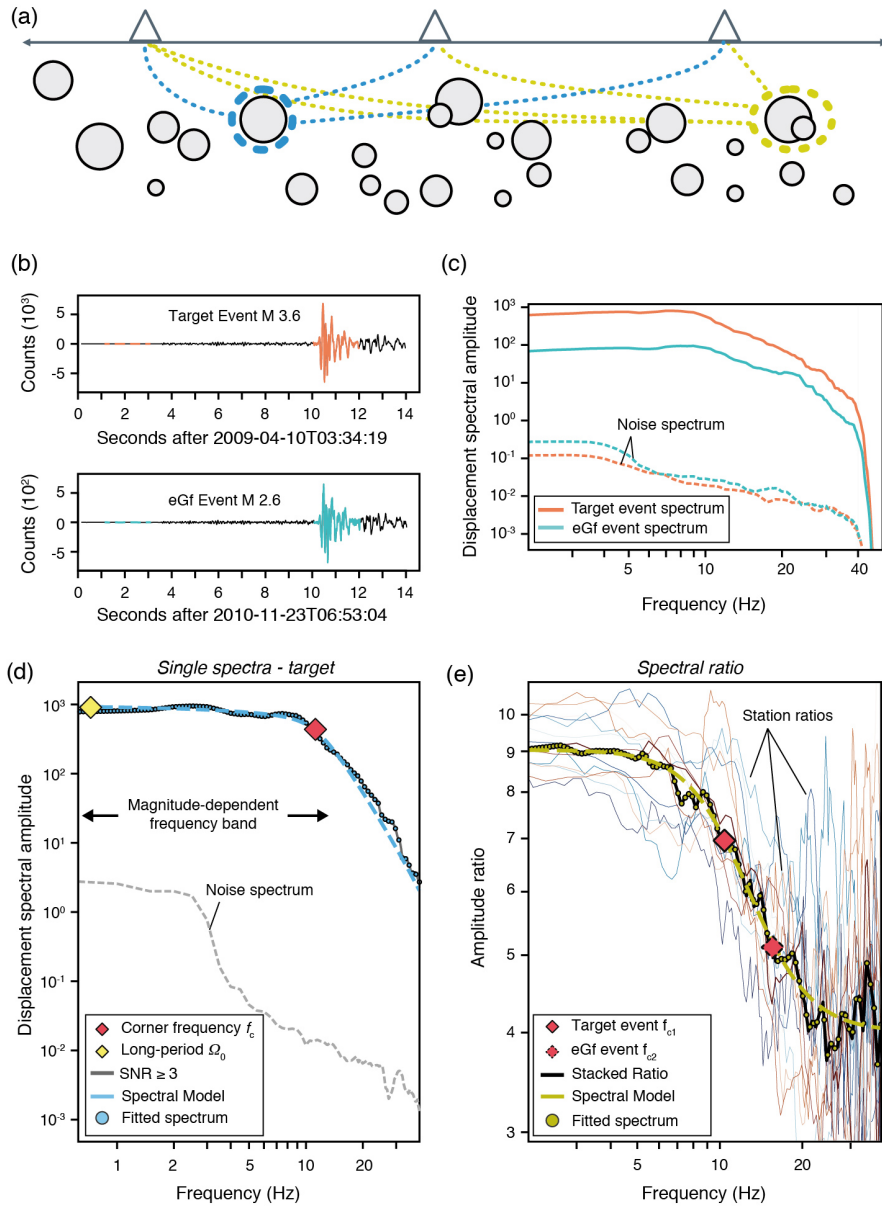 (a)
(b)
Counts (10³)
5
0
-5
Target Event M 3.6
0 2 4 6 8 10 12 14
Seconds after 2009-04-10T03:34:19
Counts (10²)
5
0
-5
eGf Event M 2.6
0 2 4 6 8 10 12 14
Seconds after 2010-11-23T06:53:04
(c)
Displacement spectral amplitude
10³
10²
10¹
10⁰
10⁻¹
10⁻²
10⁻³
Noise spectrum
Target event spectrum
eGf event spectrum
5 10 20 40
Frequency (Hz)
(d)
Single spectra - target
Displacement spectral amplitude
10³
10²
10¹
10⁰
10⁻¹
10⁻²
10⁻³
Magnitude-dependent
frequency band
Noise spectrum
Corner frequency f_c
Long-period Ω₀
SNR ≥ 3
Spectral Model
Fitted spectrum
1 2 5 10 20
Frequency (Hz)
(e)
Spectral ratio
Amplitude ratio
10
9
8
7
6
5
4
3
Station ratios
Target event f_c1
eGf event f_c2
Stacked Ratio
Spectral Model
Fitted spectrum
5 10 20
Frequency (Hz)